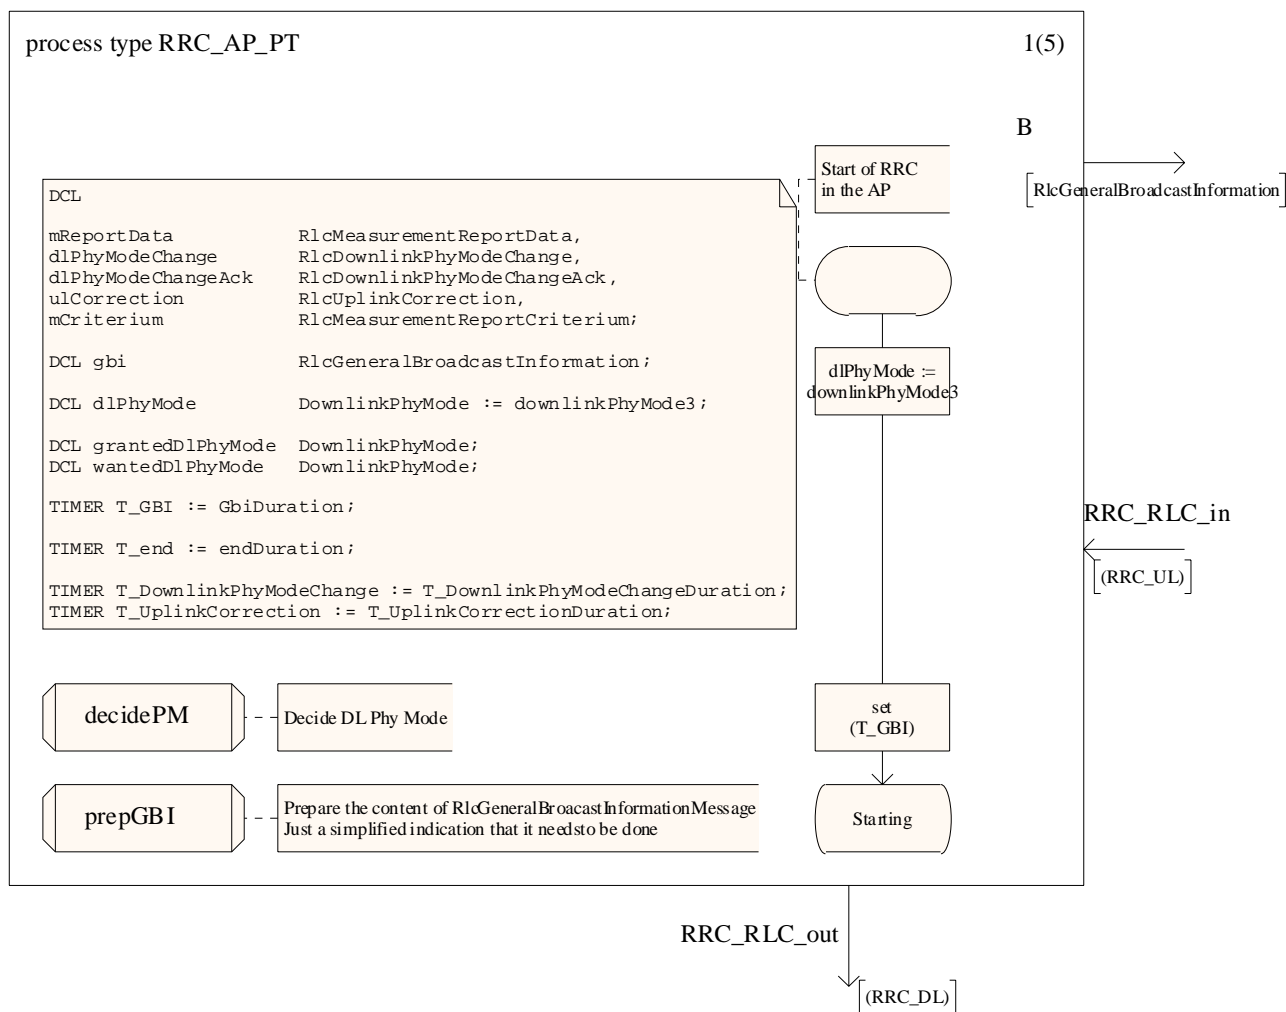 process type RRC_AP_PT
1(5)
B
[RlcGeneralBroadcastInformation]
Start of RRC
in the AP
DCL
mReportData RlcMeasurementReportData,
dlPhyModeChange RlcDownlinkPhyModeChange,
dlPhyModeChangeAck RlcDownlinkPhyModeChangeAck,
ulCorrection RlcUplinkCorrection,
mCriterium RlcMeasurementReportCriterium;
DCL gbi RlcGeneralBroadcastInformation;
DCL dlPhyMode DownlinkPhyMode := downlinkPhyMode3;
DCL grantedDlPhyMode DownlinkPhyMode;
DCL wantedDlPhyMode DownlinkPhyMode;
TIMER T_GBI := GbiDuration;
TIMER T_end := endDuration;
TIMER T_DownlinkPhyModeChange := T_DownlinkPhyModeChangeDuration;
TIMER T_UplinkCorrection := T_UplinkCorrectionDuration;
dlPhyMode :=
downlinkPhyMode3
RRC_RLC_in
[(RRC_UL)]
decidePM
Decide DL Phy Mode
set
(T_GBI)
prepGBI
Prepare the content of RlcGeneralBroacastInformationMessage
Just a simplified indication that it needsto be done
Starting
RRC_RLC_out
[(RRC_DL)]